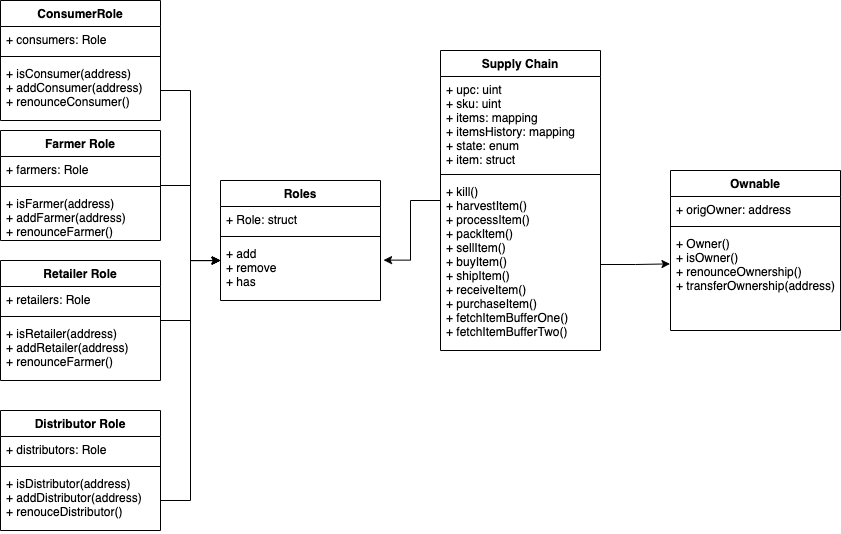 ConsumerRole
+ consumers: Role
+ isConsumer(address)
+ addConsumer(address)
+ renounceConsumer()
Farmer Role
+ farmers: Role
+ isFarmer(address)
+ addFarmer(address)
+ renounceFarmer()
Retailer Role
+ retailers: Role
+ isRetailer(address)
+ addRetailer(address)
+ renounceFarmer()
Distributor Role
+ distributors: Role
+ isDistributor(address)
+ addDistributor(address)
+ renouceDistributor()
Roles
+ Role: struct
+ add
+ remove
+ has
Supply Chain
+ upc: uint
+ sku: uint
+ items: mapping
+ itemsHistory: mapping
+ state: enum
+ item: struct
+ kill()
+ harvestItem()
+ processItem()
+ packItem()
+ sellItem()
+ buyItem()
+ shipItem()
+ receiveItem()
+ purchaseItem()
+ fetchItemBufferOne()
+ fetchItemBufferTwo()
Ownable
+ origOwner: address
+ Owner()
+ isOwner()
+ renounceOwnership()
+ transferOwnership(address)